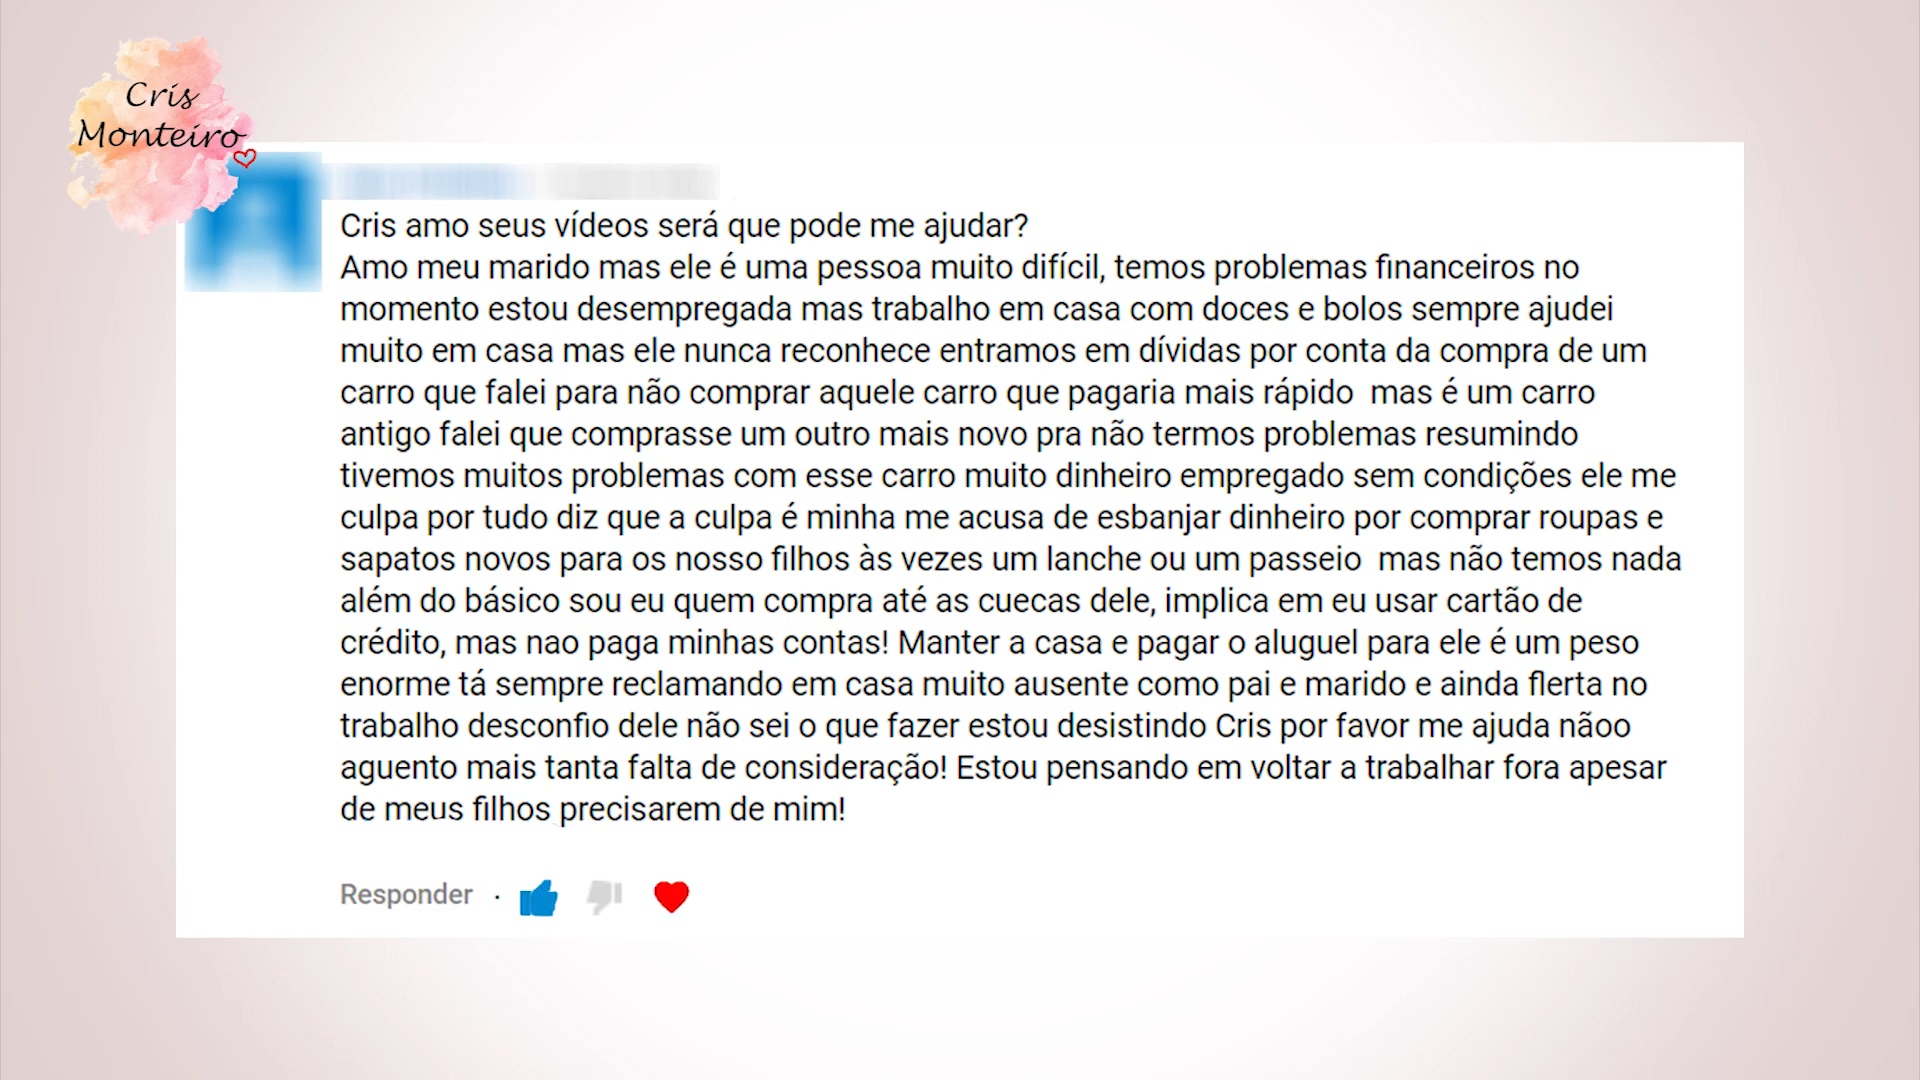 Cris
Monteiro
Cris amo seus vídeos será que pode me ajudar?
Amo meu marido mas ele é uma pessoa muito difícil, temos problemas financeiros no
momento estou desempregada mas trabalho em casa com doces e bolos sempre ajudei
muito em casa mas ele nunca reconhece entramos em dívidas por conta da compra de um
carro que falei para não comprar aquele carro que pagaria mais rápido  mas é um carro
antigo falei que comprasse um outro mais novo pra não termos problemas resumindo
tivemos muitos problemas com esse carro muito dinheiro empregado sem condições ele me
culpa por tudo diz que a culpa é minha me acusa de esbanjar dinheiro por comprar roupas e
sapatos novos para os nosso filhos às vezes um lanche ou um passeio  mas não temos nada
além do básico sou eu quem compra até as cuecas dele, implica em eu usar cartão de
crédito, mas nao paga minhas contas! Manter a casa e pagar o aluguel para ele é um peso
enorme tá sempre reclamando em casa muito ausente como pai e marido e ainda flerta no
trabalho desconfio dele não sei o que fazer estou desistindo Cris por favor me ajuda nãoo
aguento mais tanta falta de consideração! Estou pensando em voltar a trabalhar fora apesar
de meus filhos precisarem de mim!
Responder ·